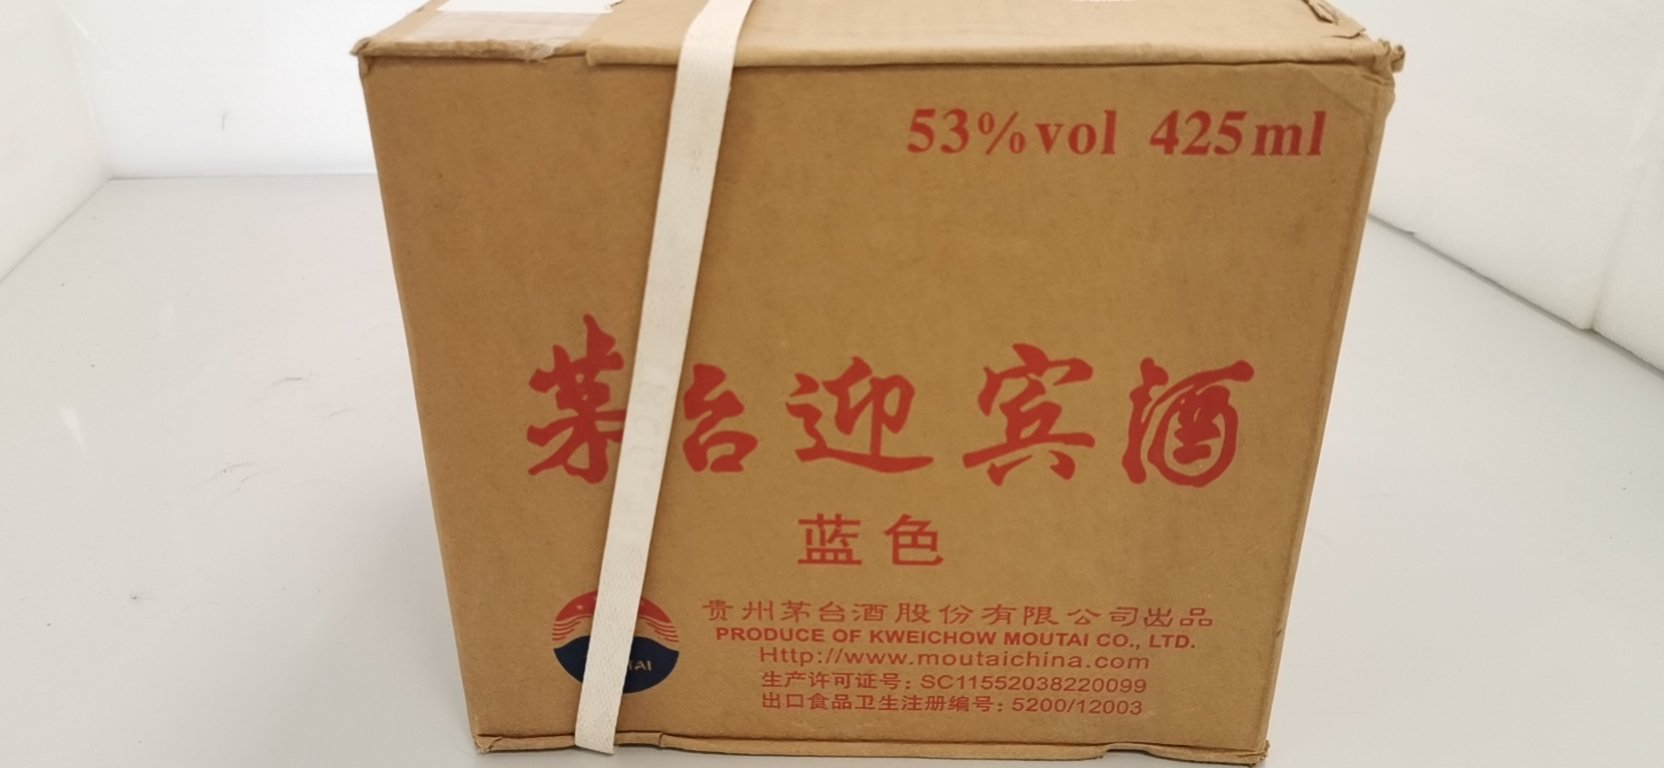 53%vol 425ml
茅台迎宾酒
蓝色
贵州茅台酒股份有限公司出品
PRODUCE OF KWEICHOW MOUTAI CO., LTD.
Http://www.moutaichina.com
生产许可证号：SC11552038220099
出口食品卫生注册编号：5200/12003